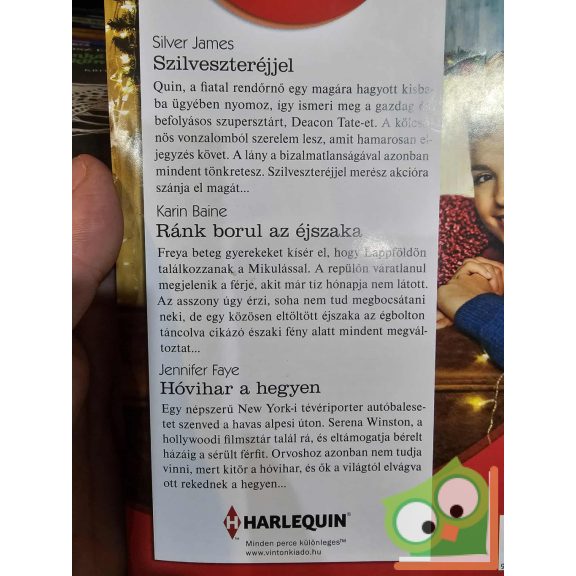 Silver James
Szilveszteréjjel
Quin, a fiatal rendőrnő egy magára hagyott kisba-
ba ügyében nyomoz, így ismeri meg a gazdag és
befolyásos szupersztárt, Deacon Tate-et. A kölcsö-
nös vonzalomból szerelem lesz, amit hamarosan el-
jegyzés követ. A lány a bizalmatlanságával azonban
mindent tönkretesz. Szilveszteréjjel merész akcióra
szánja el magát...
Karin Baine
Ránk borul az éjszaka
Freya beteg gyerekeket kísér el, hogy Lappföldön
találkozzanak a Mikulással. A repülőn váratlanul
megjelenik a férje, akit már tíz hónapja nem látott.
Az asszony úgy érzi, soha nem tud megbocsátani
neki, de egy közösen eltöltött éjszaka az égbolton
táncolva cikázó északi fény alatt mindent megvál-
toztat...
Jennifer Faye
Hóvihar a hegyen
Egy népszerű New York-i tévériporter autóbalese-
tet szenved a havas alpesi úton. Serena Winston, a
hollywoodi filmsztár talál rá, és eltámogatja bérelt
házáig a sérült férfit. Orvoshoz azonban nem tudja
vinni, mert kitör a hóvihar, és ők a világtól elvágva
ott rekednek a hegyen...
HARLEQUIN®
Minden perce különleges™
www.vintonkiado.hu